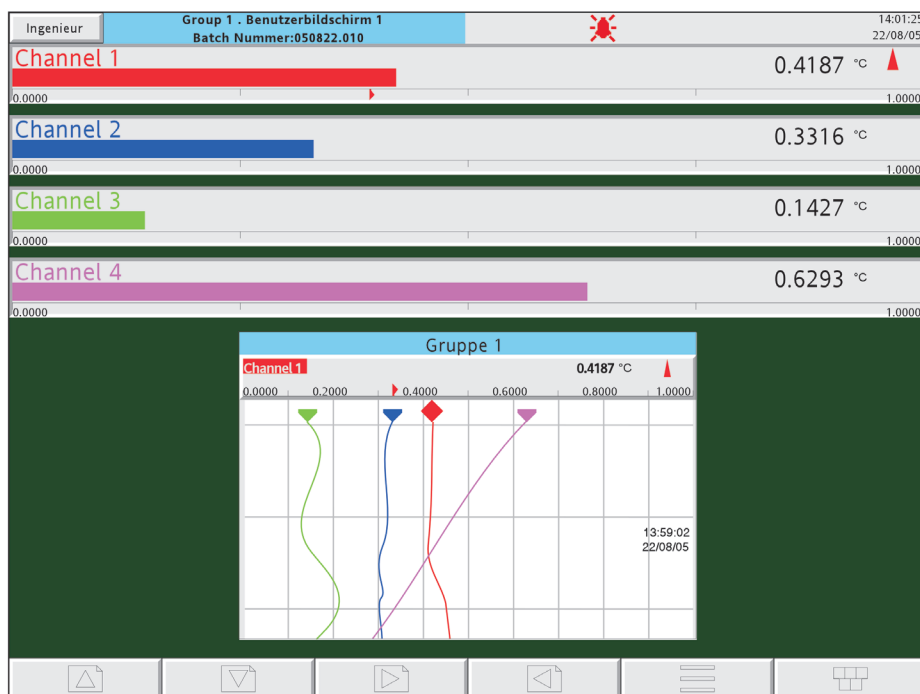 Ingenieur
Group 1 . Benutzerbildschirm 1
Batch Nummer:050822.010
14:01:25
22/08/05
Channel 1
0.4187 °C
0.0000 1.0000
Channel 2
0.3316 °C
0.0000 1.0000
Channel 3
0.1427 °C
0.0000 1.0000
Channel 4
0.6293 °C
0.0000 1.0000
Gruppe 1
Channel 1 0.4187 °C
0.0000 0.2000 0.4000 0.6000 0.8000 1.0000
13:59:02
22/08/05